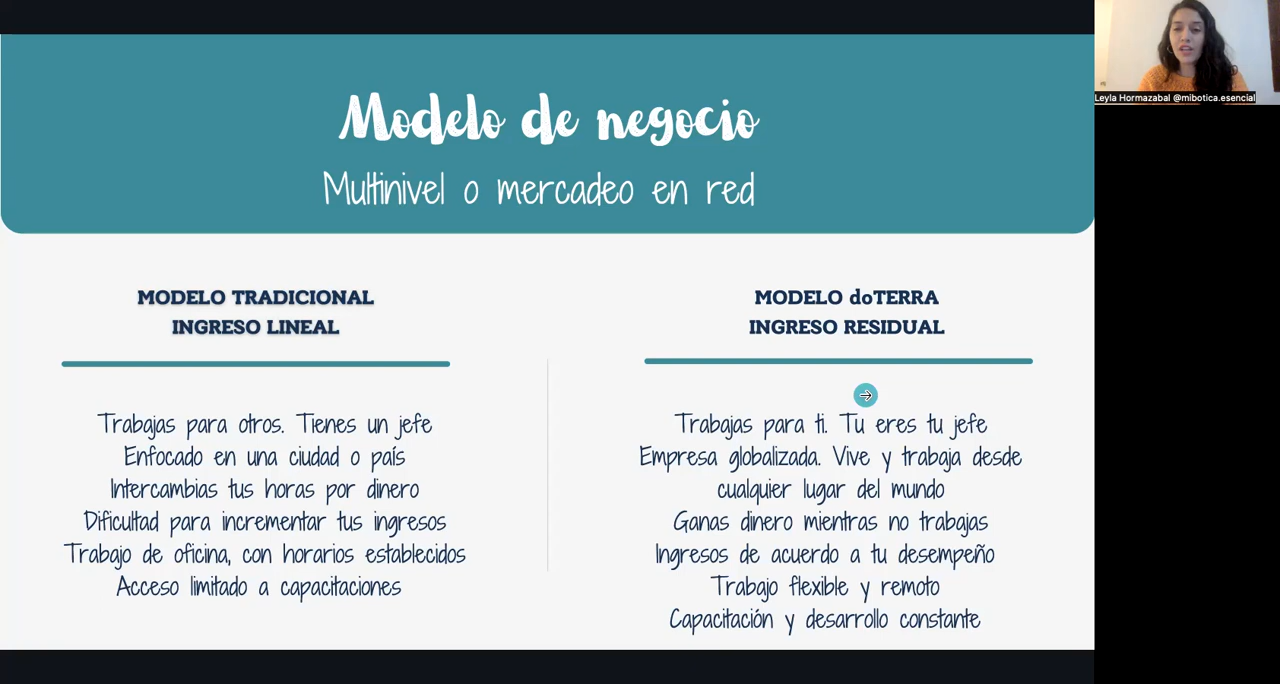 Modelo de negocio
Multinivel o mercadeo en red
Leyla Hormazabal @mibotica.esencial
MODELO TRADICIONAL
INGRESO LINEAL
Trabajas para otros. Tienes un jefe
Enfocado en una ciudad o país
Intercambias tus horas por dinero
Dificultad para incrementar tus ingresos
Trabajo de oficina, con horarios establecidos
Acceso limitado a capacitaciones
MODELO doTERRA
INGRESO RESIDUAL
Trabajas para ti. Tu eres tu jefe
Empresa globalizada. Vive y trabaja desde
cualquier lugar del mundo
Ganas dinero mientras no trabajas
Ingresos de acuerdo a tu desempeño
Trabajo flexible y remoto
Capacitación y desarrollo constante